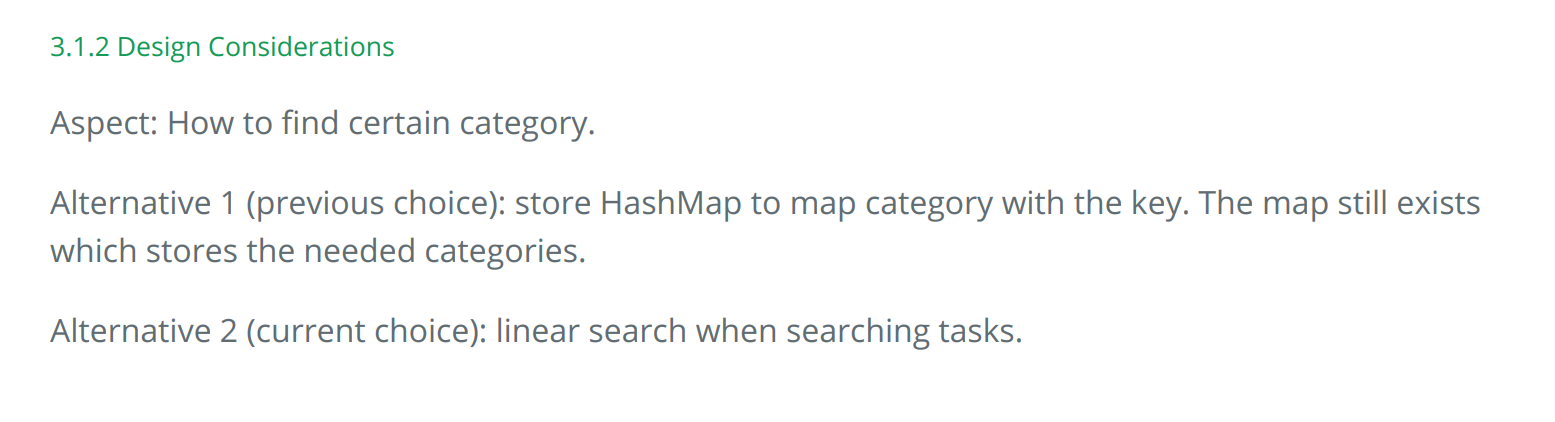 3.1.2 Design Considerations
Aspect: How to find certain category.
Alternative 1 (previous choice): store HashMap to map category with the key. The map still exists
which stores the needed categories.
Alternative 2 (current choice): linear search when searching tasks.